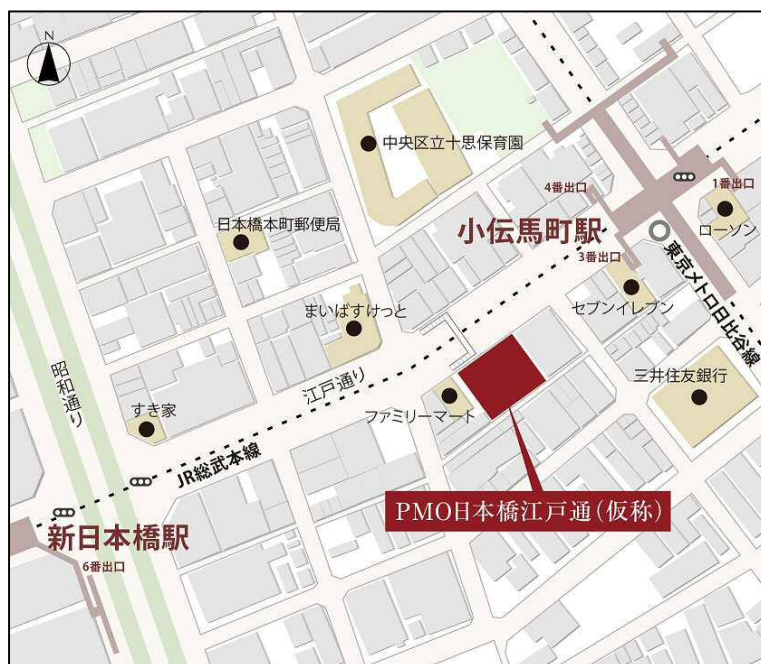 N
中央区立十思保育園
4番出口
1番出口
日本橋本町郵便局
小伝馬町駅
ローソン
3番出口
東京メトロ日比谷線
まいばすけっと
セブンイレブン
昭和通り
江戸通り
三井住友銀行
すき家
ファミリーマート
JR総武本線
PMO日本橋江戸通(仮称)
新日本橋駅
6番出口